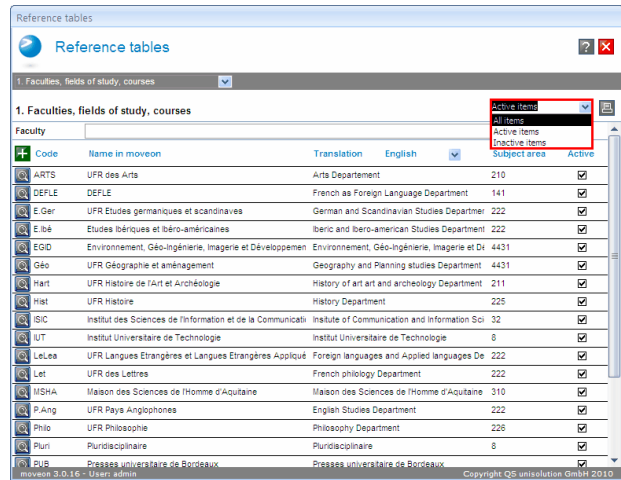 Reference tables
Reference tables
1. Faculties, fields of study, courses
1. Faculties, fields of study, courses
Active items
All items
Active items
Inactive items
Faculty
Code Name in moveon Translation English Subject area Active
ARTS UFR des Arts Arts Departement 210
DEFLE DEFLE French as Foreign Language Department 141
E.Ger UFR Etudes germaniques et scandinaves German and Scandinavian Studies Departmer 222
E.Ibé Etudes Ibériques et Ibéro-américaines Iberic and Ibero-american Studies Department 222
EGID Environnement, Géo-Ingénierie, Imagerie et Développemen Environnement, Géo-Ingénierie, Imagerie et Dé 4431
Géo UFR Géographie et aménagement Geography and Planning studies Department 4431
Hart UFR Histoire de l'Art et Archéologie History of art art and archeology Department 211
Hist UFR Histoire History Department 225
ISIC Institut des Sciences de l'Information et de la Communicati Insitute of Communication and Information Sci 32
IUT Institut Universitaire de Technologie Institut Universitaire de Technologie 8
LeLea UFR Langues Etrangères et Langues Etrangères Appliqué Foreign languages and Applied languages De 222
Let UFR des Lettres French philology Department 222
MSHA Maison des Sciences de l'Homme d'Aquitaine Maison des Sciences de l'Homme d'Aquitaine 310
P.Ang UFR Pays Anglophones English Studies Department 222
Philo UFR Philosophie Philosophy Department 226
Pluri Pluridisciplinaire Pluridisciplinaire 8
PUB Presses universitaire de Bordeaux Presses universitaire de Bordeaux
moveon 3.0.16 - User: admin Copyright QS unisolution GmbH 2010